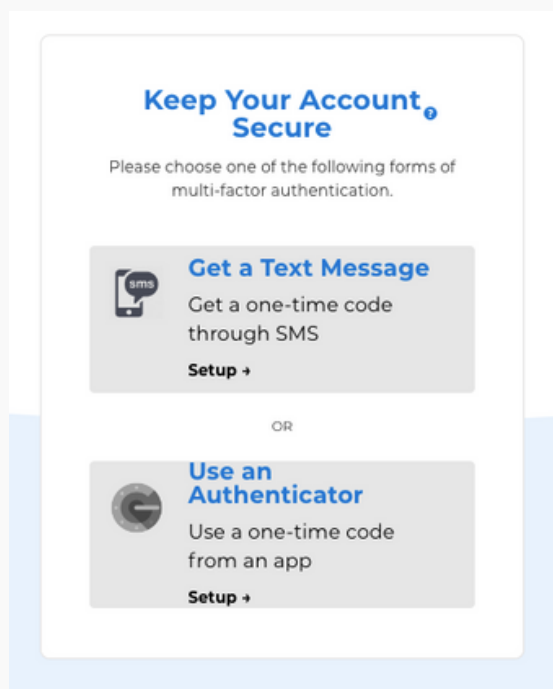 Keep Your Account
Secure
?
Please choose one of the following forms of
multi-factor authentication.
sms
Get a Text Message
Get a one-time code
through SMS
Setup →
OR
Use an
Authenticator
Use a one-time code
from an app
Setup →